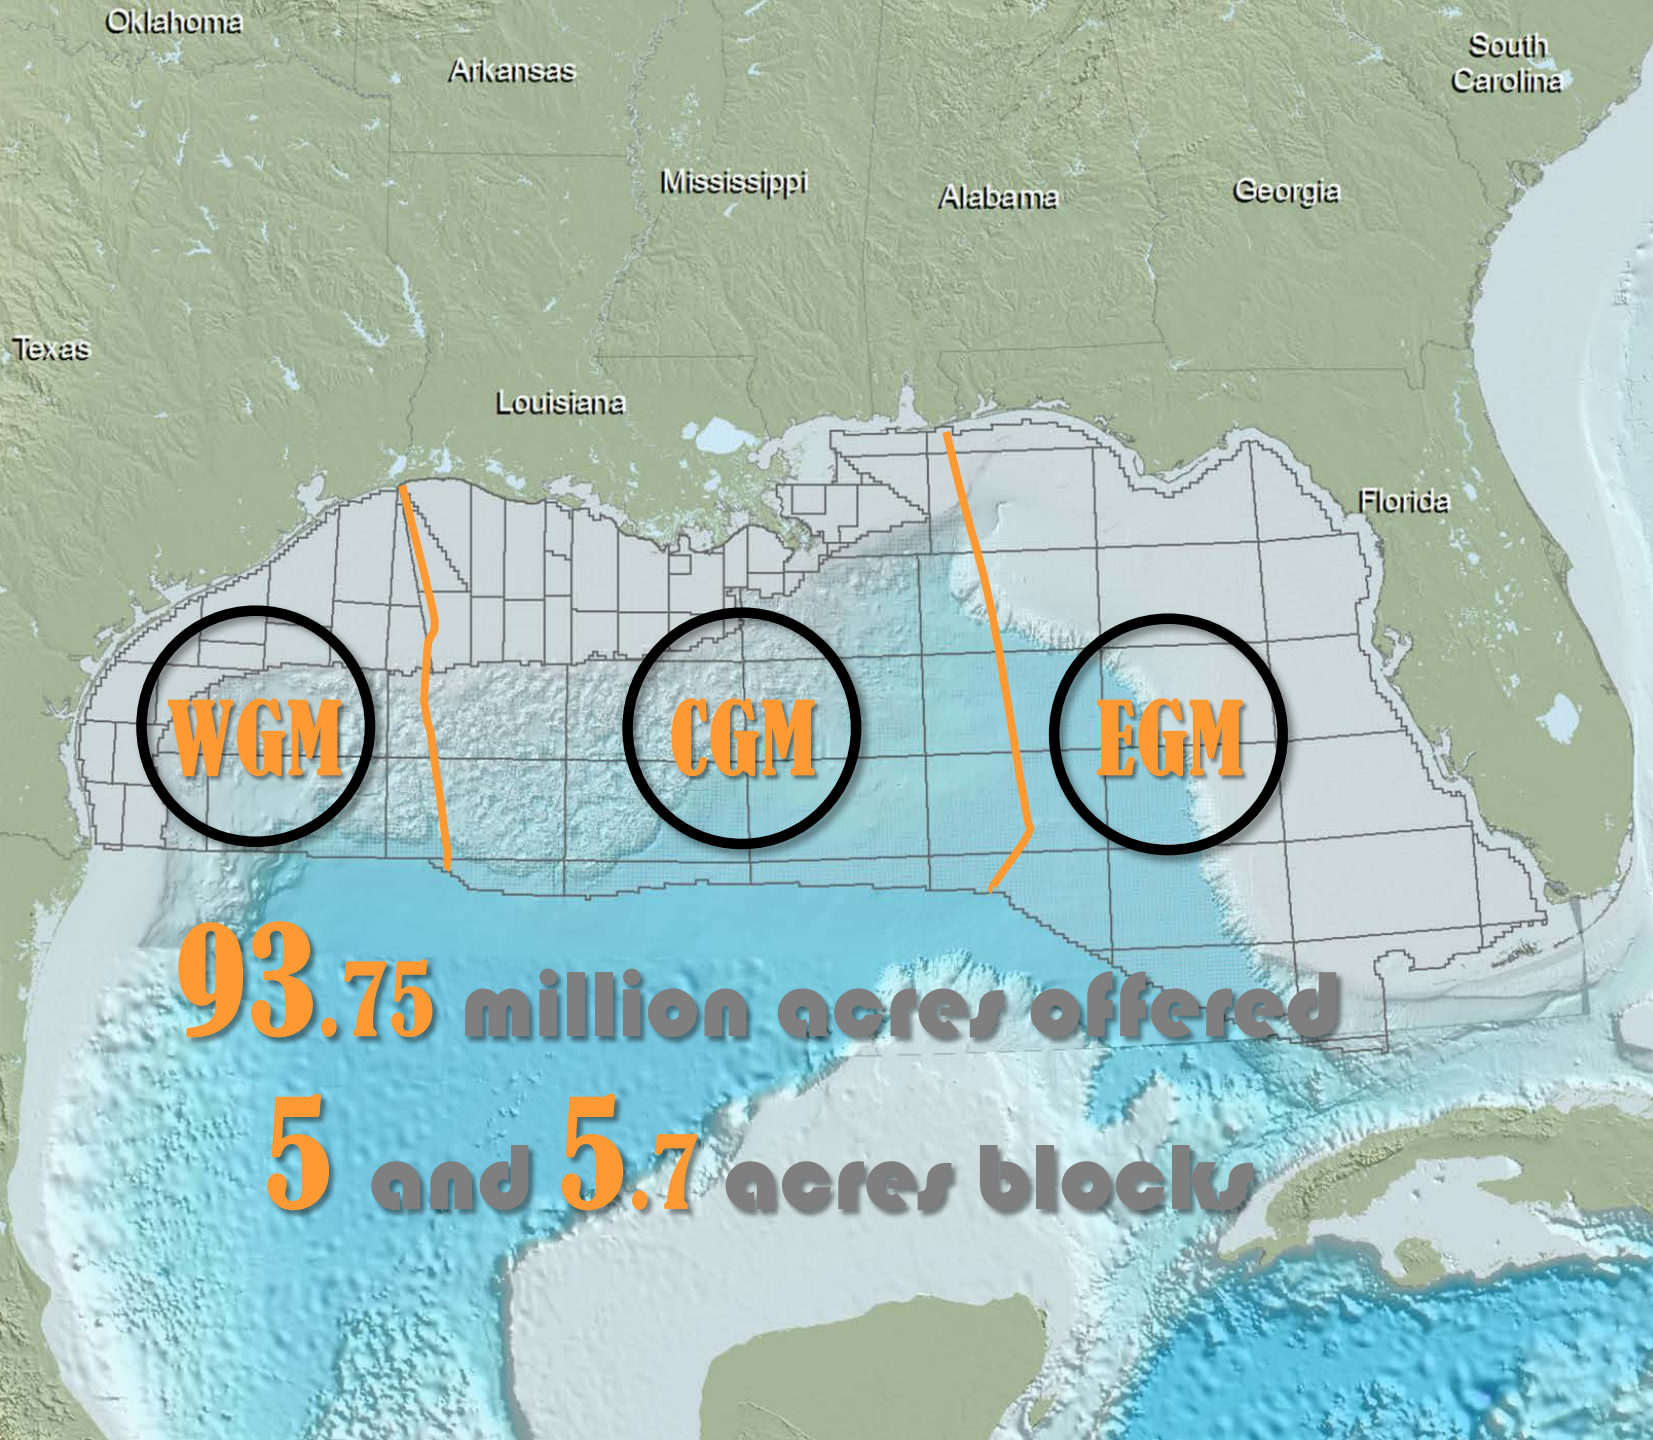 Oklahoma
Arkansas
South
Carolina
Mississippi
Alabama
Georgia
Texas
Louisiana
Florida
WGM
CGM
EGM
93.75 million acres offered
5 and 5.7 acres blocks